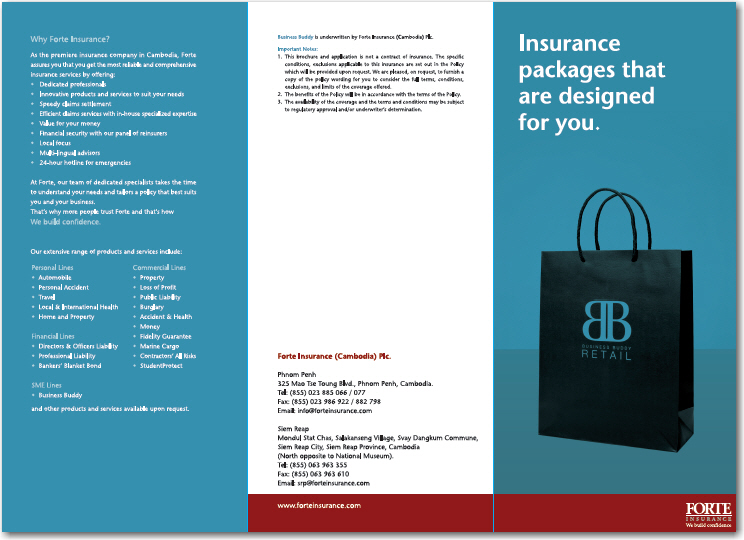 Why Forte Insurance?
As the premiere insurance company in Cambodia, Forte
assures you that you get the most reliable and comprehensive
insurance services by offering:
• Dedicated professionals
• Innovative products and services to suit your needs
• Speedy claims settlement
• Efficient claims services with in-house specialized expertise
• Value for your money
• Financial security with our panel of reinsurers
• Local focus
• Multi-lingual advisors
• 24-hour hotline for emergencies
At Forte, our team of dedicated specialists takes the time
to understand your needs and tailors a policy that best suits
you and your business.
That's why more people trust Forte and that's how
We build confidence.
Our extensive range of products and services include:
Personal Lines
• Automobile
• Personal Accident
• Travel
• Local & International Health
• Home and Property
Financial Lines
• Directors & Officers Liability
• Professional Liability
• Bankers' Blanket Bond
SME Lines
• Business Buddy
Commercial Lines
• Property
• Loss of Profit
• Public Liability
• Burglary
• Accident & Health
• Money
• Fidelity Guarantee
• Marine Cargo
• Contractors' All Risks
• StudentProtect
and other products and services available upon request.
Business Buddy is underwritten by Forte Insurance (Cambodia) Plc.
Important Notes:
1. This brochure and application is not a contract of insurance. The specific
conditions, exclusions applicable to this insurance are set out in the Policy
which will be provided upon request. We are pleased, on request, to furnish a
copy of the policy wording for you to consider the full terms, conditions,
exclusions, and limits of the coverage offered.
2. The benefits of the Policy will be in accordance with the terms of the Policy.
3. The availability of the coverage and the terms and conditions may be subject
to regulatory approval and/or underwriter's determination.
Forte Insurance (Cambodia) Plc.
Phnom Penh
325 Mao Tse Toung Blvd., Phnom Penh, Cambodia.
Tel: (855) 023 885 066 / 077
Fax: (855) 023 986 922 / 882 798
Email: info@forteinsurance.com
Siem Reap
Mondul Stat Chas, Salakanseng Village, Svay Dangkum Commune,
Siem Reap City, Siem Reap Province, Cambodia
(North opposite to National Museum).
Tel: (855) 063 963 355
Fax: (855) 063 963 610
Email: srp@forteinsurance.com
www.forteinsurance.com
Insurance
packages that
are designed
for you.
BB
BUSINESS BUDDY
RETAIL
FORTE
INSURANCE
We build confidence